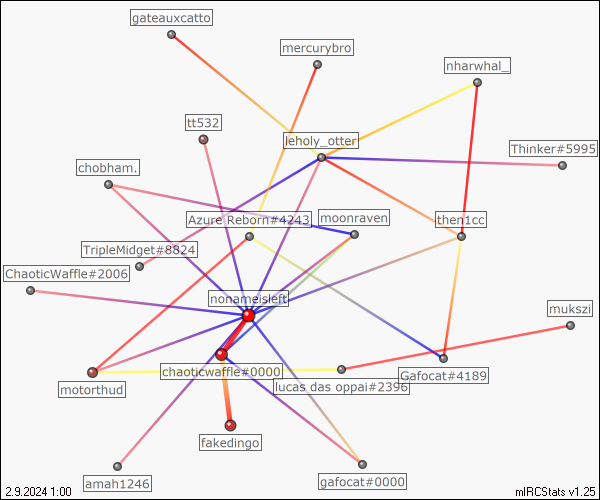 gateauxcatto
mercurybro
nharwhal_
tt532
leholy_otter
Thinker#5995
chobham.
Azure Reborn#4243
moonraven
then1cc
TripleMidget#8824
ChaoticWaffle#2006
nonameisleft
mukszi
chaoticwaffle#0000
Gafocat#4189
motorthud
lucas das oppai#2396
fakedingo
amah1246
gafocat#0000
2.9.2024 1:00
mIRCStats v1.25